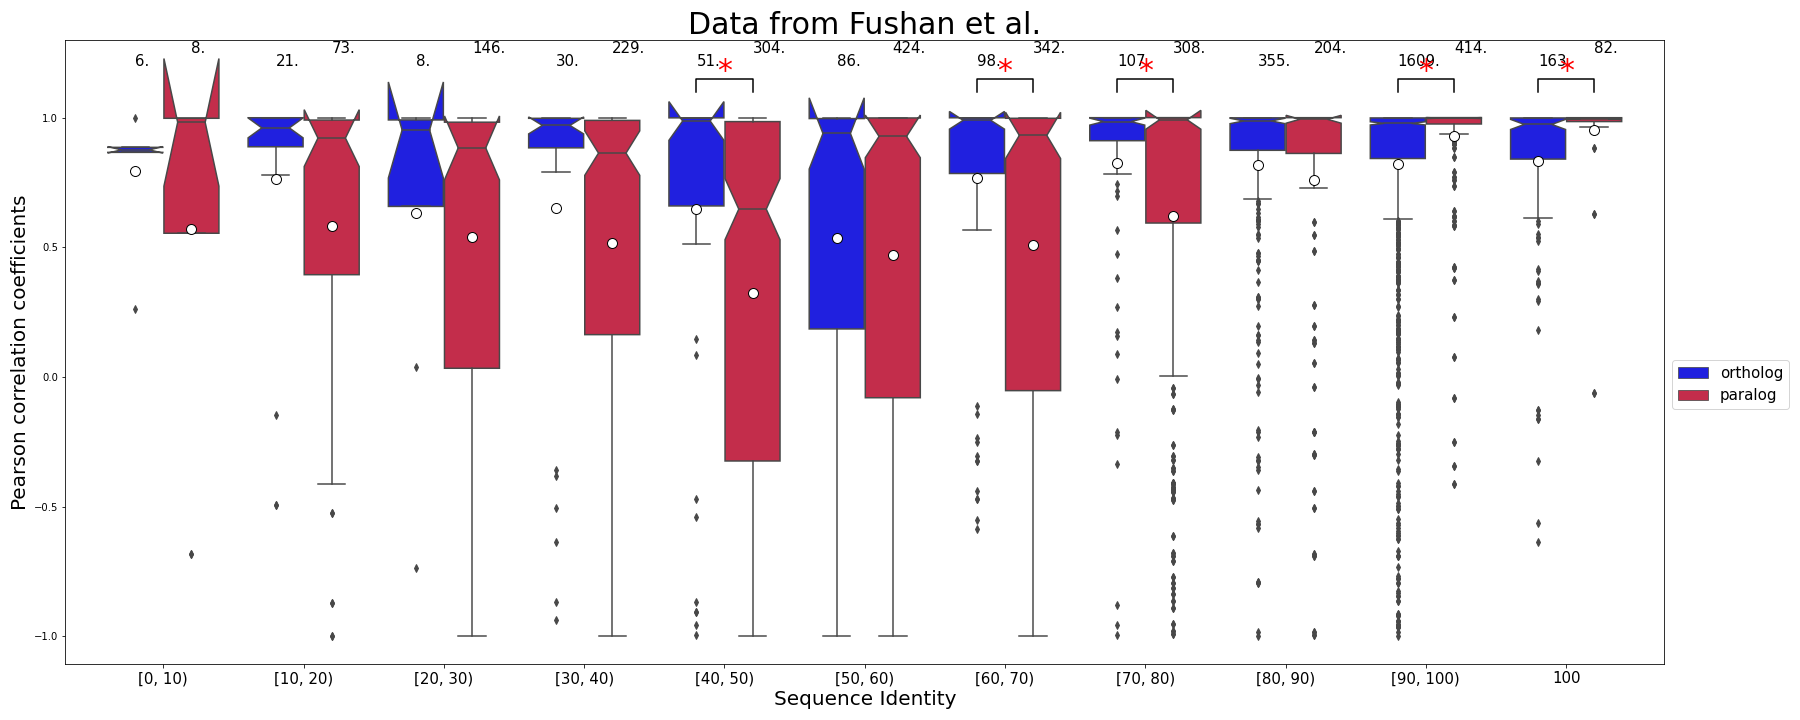 Data from Fushan et al.
8. 73. 146. 229. 304. 424. 342. 308. 204. 414. 82.
6. 21. 8. 30. 51. 86. 98. 107. 355. 1609. 163.
* * * * *
1.0
0.5
0.0
−0.5
−1.0
Pearson correlation coefficients
[0, 10) [10, 20) [20, 30) [30, 40) [40, 50) [50, 60) [60, 70) [70, 80) [80, 90) [90, 100) 100
Sequence Identity
ortholog
paralog